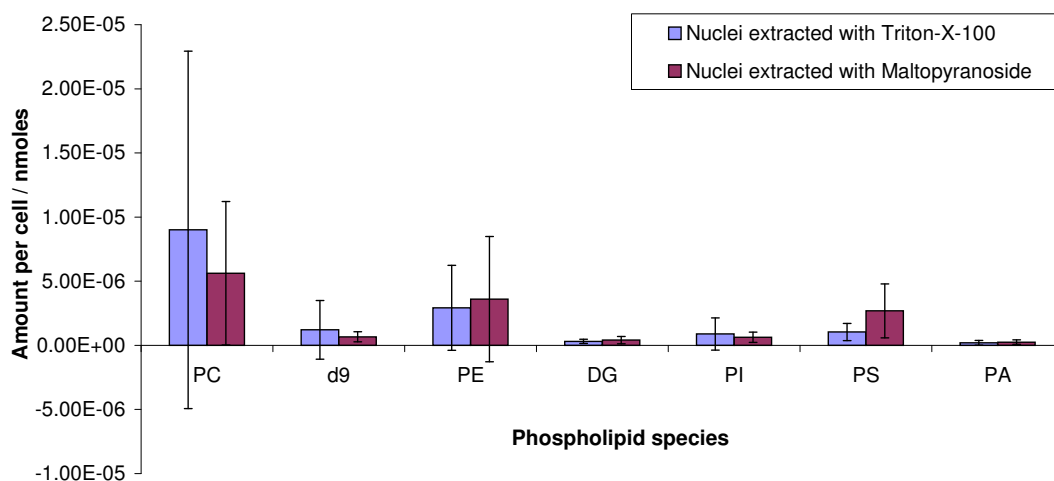 2.50E-05
2.00E-05
1.50E-05
1.00E-05
5.00E-06
0.00E+00
-5.00E-06
-1.00E-05
Amount per cell / nmoles
Nuclei extracted with Triton-X-100
Nuclei extracted with Maltopyranoside
PC d9 PE DG PI PS PA
Phospholipid species